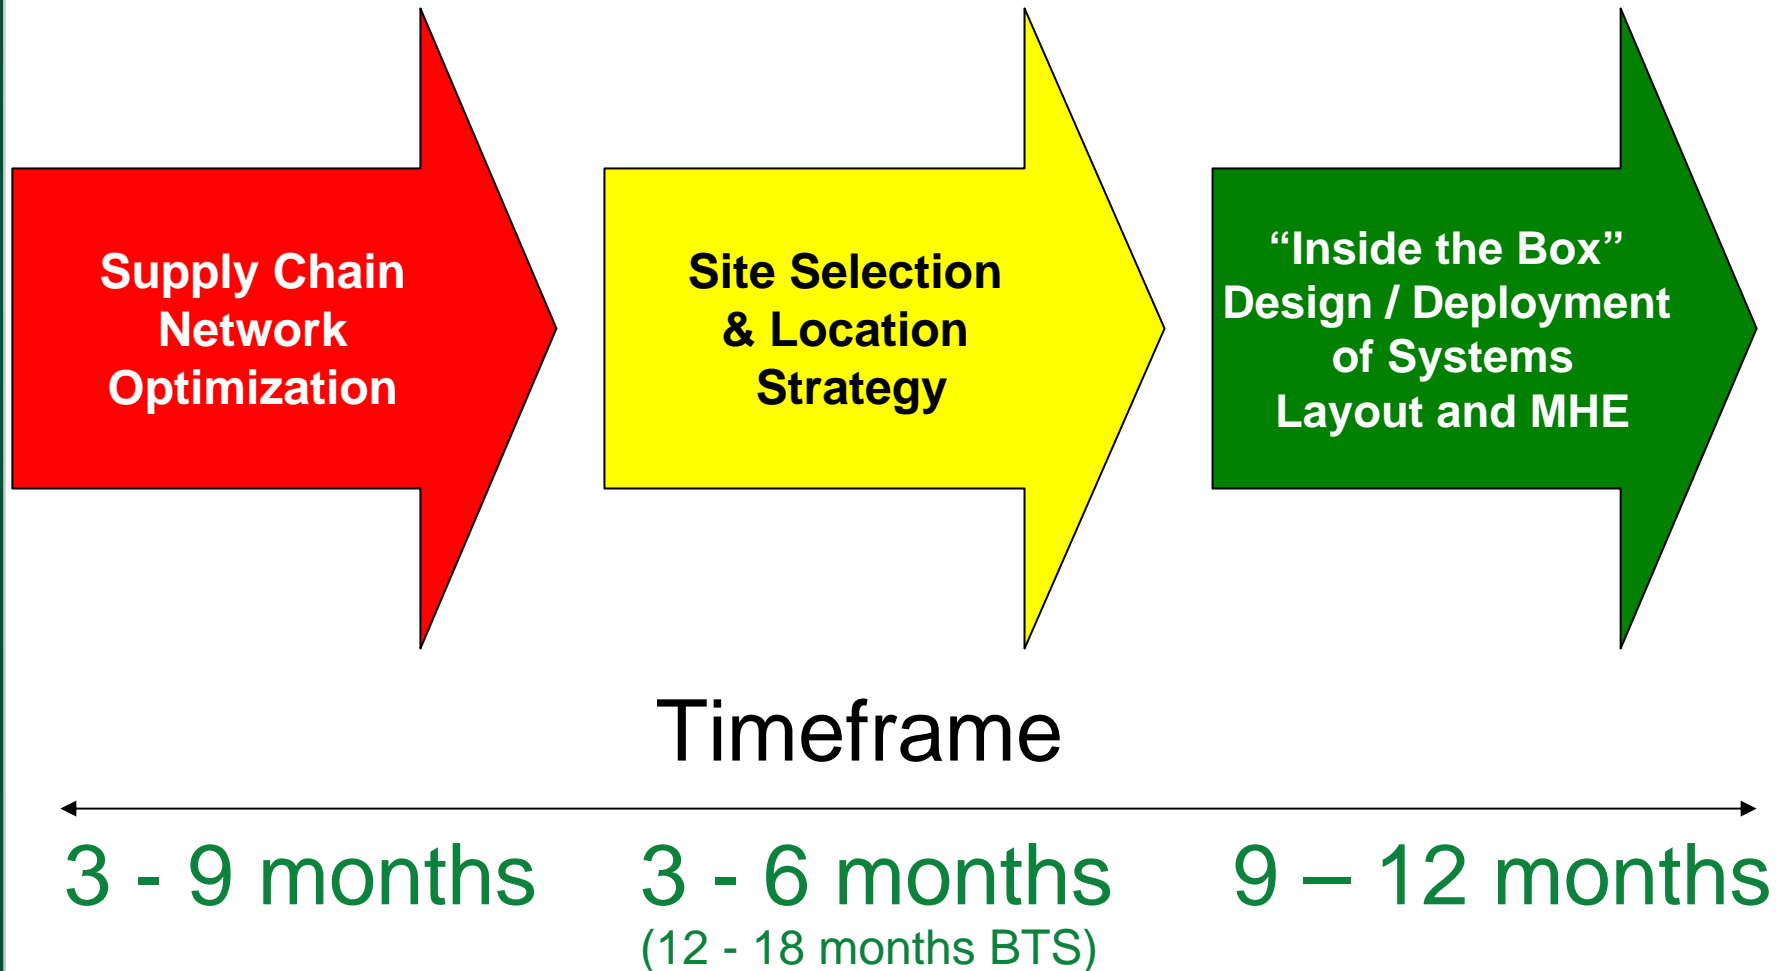 Supply Chain
Network
Optimization
Site Selection
& Location
Strategy
“Inside the Box”
Design / Deployment
of Systems
Layout and MHE
Timeframe
3 - 9 months
3 - 6 months
(12 - 18 months BTS)
9 – 12 months